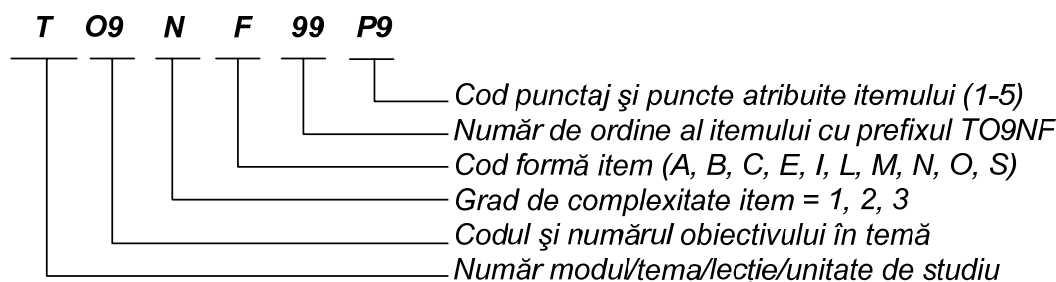 T O9 N F 99 P9
Cod punctaj şi puncte atribuite itemului (1-5)
Număr de ordine al itemului cu prefixul TO9NF
Cod formă item (A, B, C, E, I, L, M, N, O, S)
Grad de complexitate item = 1, 2, 3
Codul şi numărul obiectivului în temă
Număr modul/tema/lecţie/unitate de studiu